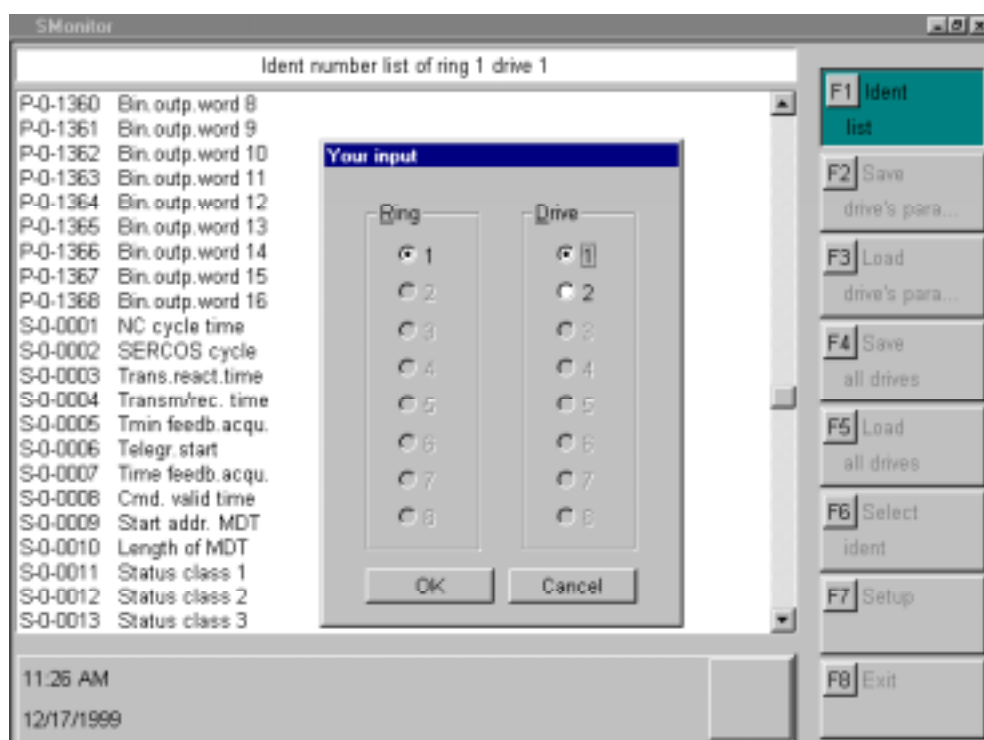 SMonitor
Ident number list of ring 1 drive 1
P-0-1360 Bin.outp.word 8
P-0-1361 Bin.outp.word 9
P-0-1362 Bin.outp.word 10
P-0-1363 Bin.outp.word 11
P-0-1364 Bin.outp.word 12
P-0-1365 Bin.outp.word 13
P-0-1366 Bin.outp.word 14
P-0-1367 Bin.outp.word 15
P-0-1368 Bin.outp.word 16
S-0-0001 NC cycle time
S-0-0002 SERCOS cycle
S-0-0003 Trans.react.time
S-0-0004 Transm/rec. time
S-0-0005 Tmin feedb.acqu.
S-0-0006 Telegr.start
S-0-0007 Time feedb.acqu.
S-0-0008 Cmd. valid time
S-0-0009 Start addr. MDT
S-0-0010 Length of MDT
S-0-0011 Status class 1
S-0-0012 Status class 2
S-0-0013 Status class 3
Your input
Ring
1
2
3
4
5
6
7
8
Drive
1
2
3
4
5
6
7
8
OK
Cancel
F1 Ident
list
F2 Save
drive's para...
F3 Load
drive's para...
F4 Save
all drives
F5 Load
all drives
F6 Select
ident
F7 Setup
F8 Exit
11:26 AM
12/17/1999